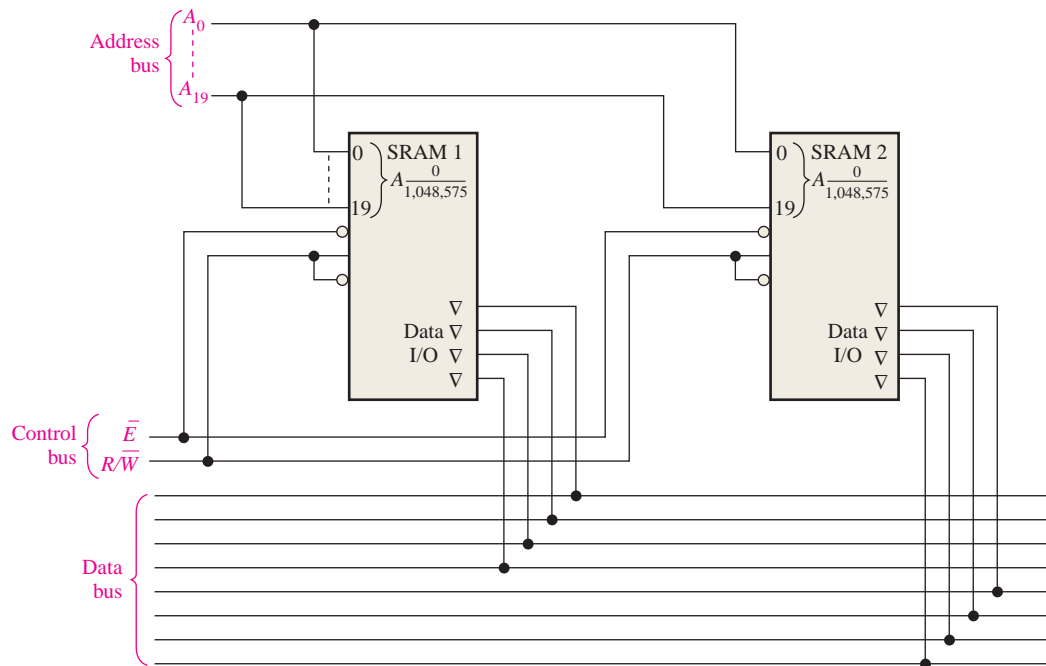 A0
Address
bus
A19
0 SRAM 1
A 0
1,048,575
19
0 SRAM 2
A 0
1,048,575
19
∇
Data ∇
I/O ∇
∇
∇
Data ∇
I/O ∇
∇
Control
bus
E̅
R/W̅
Data
bus